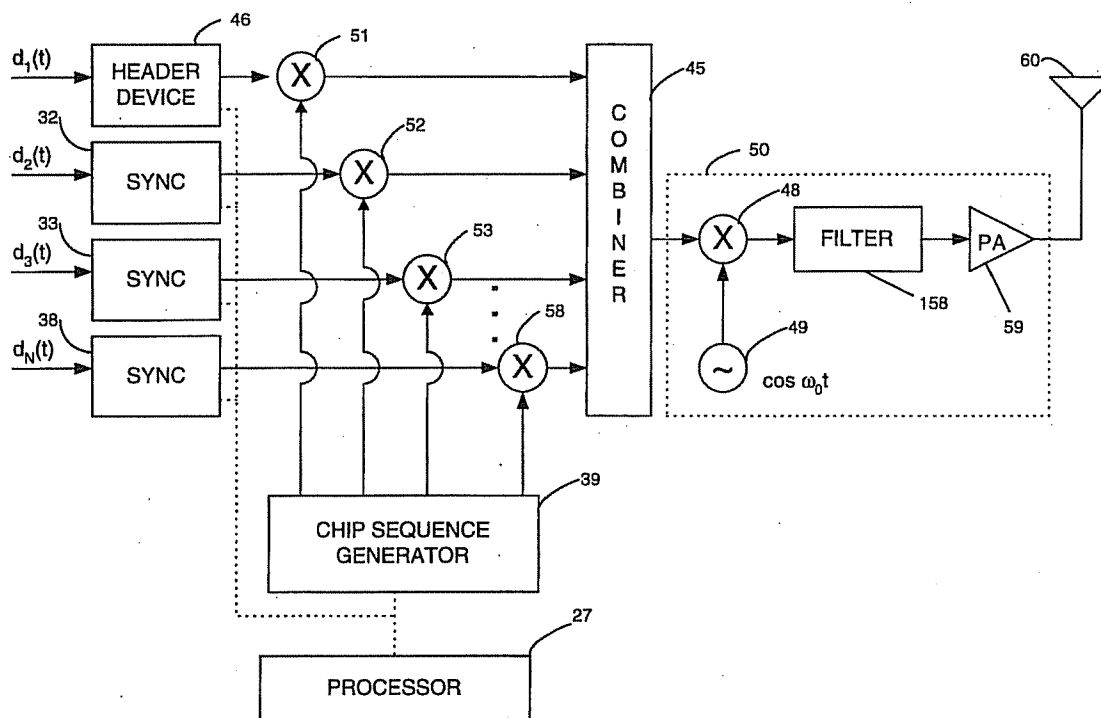 46
51
d₁(t)
HEADER
DEVICE
X
45
60
32
52
d₂(t)
SYNC
X
C
O
M
B
I
N
E
R
50
48
33
53
d₃(t)
SYNC
X
X
FILTER
PA
158
59
38
58
d_N(t)
SYNC
X
49
~
cos ω₀t
39
CHIP SEQUENCE
GENERATOR
27
PROCESSOR